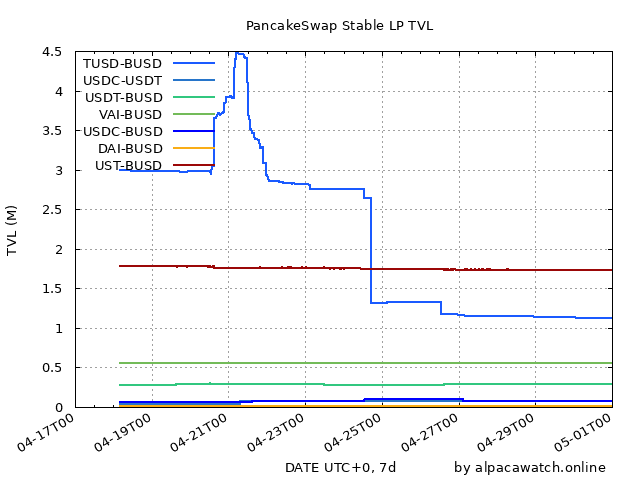 PancakeSwap Stable LP TVL
TVL (M)
4.5
4
3.5
3
2.5
2
1.5
1
0.5
0
TUSD-BUSD
USDC-USDT
USDT-BUSD
VAI-BUSD
USDC-BUSD
DAI-BUSD
UST-BUSD
04-17T00
04-19T00
04-21T00
04-23T00
04-25T00
04-27T00
04-29T00
05-01T00
DATE UTC+0, 7d
by alpacawatch.online